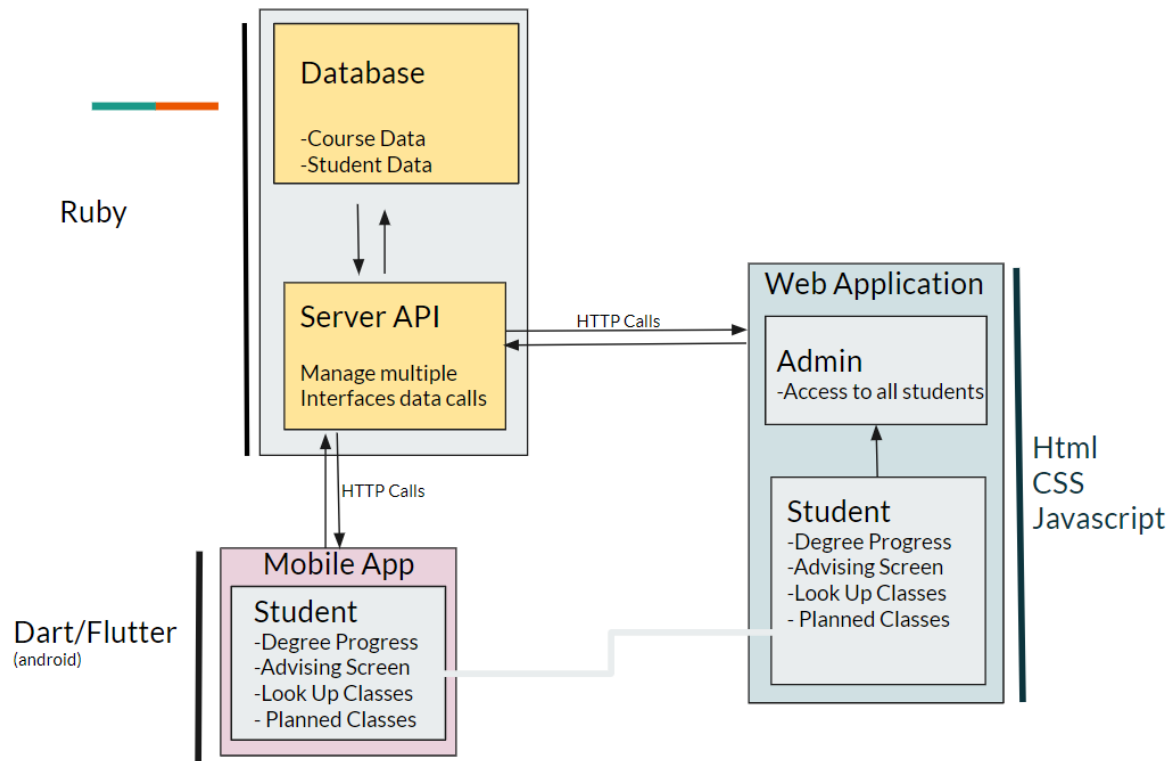 Database
-Course Data
-Student Data
Ruby
Server API
Manage multiple
Interfaces data calls
HTTP Calls
Web Application
Admin
-Access to all students
Html
CSS
Javascript
Student
-Degree Progress
-Advising Screen
-Look Up Classes
- Planned Classes
HTTP Calls
Mobile App
Student
-Degree Progress
-Advising Screen
-Look Up Classes
- Planned Classes
Dart/Flutter
(android)